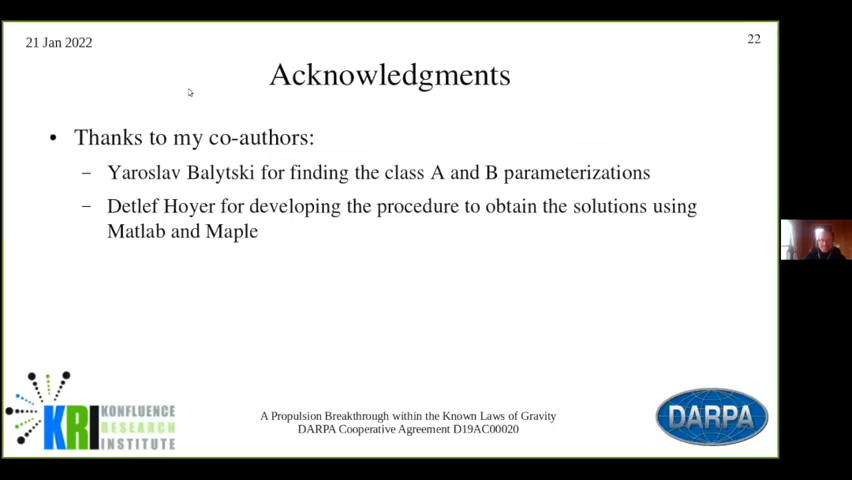 21 Jan 2022
22
Acknowledgments
• Thanks to my co-authors:
– Yaroslav Balytski for finding the class A and B parameterizations
– Detlef Hoyer for developing the procedure to obtain the solutions using
Matlab and Maple
KRI KONFLUENCE
RESEARCH
INSTITUTE
A Propulsion Breakthrough within the Known Laws of Gravity
DARPA Cooperative Agreement D19AC00020
DARPA